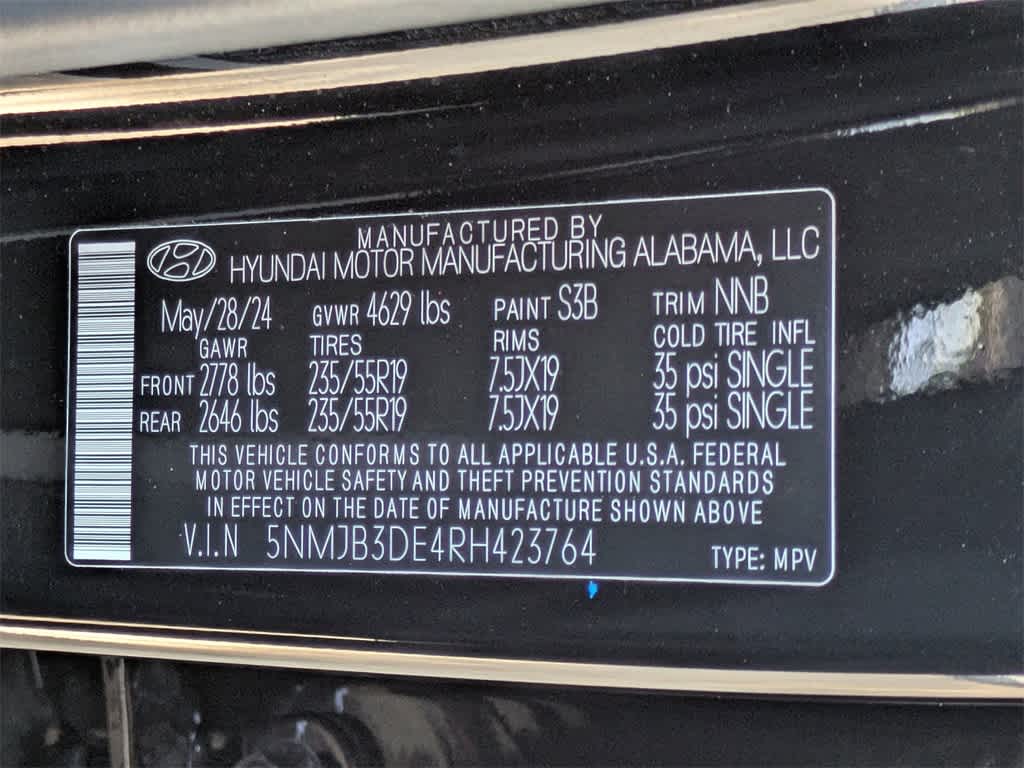 MANUFACTURED BY
HYUNDAI MOTOR MANUFACTURING ALABAMA, LLC
May/28/24 GVWR 4629 lbs PAINT S3B TRIM NNB
GAWR TIRES RIMS COLD TIRE INFL
FRONT 2778 lbs 235/55R19 7.5JX19 35 psi SINGLE
REAR 2646 lbs 235/55R19 7.5JX19 35 psi SINGLE
THIS VEHICLE CONFORMS TO ALL APPLICABLE U.S.A. FEDERAL
MOTOR VEHICLE SAFETY AND THEFT PREVENTION STANDARDS
IN EFFECT ON THE DATE OF MANUFACTURE SHOWN ABOVE
V.I.N 5NMJB3DE4RH423764 TYPE: MPV